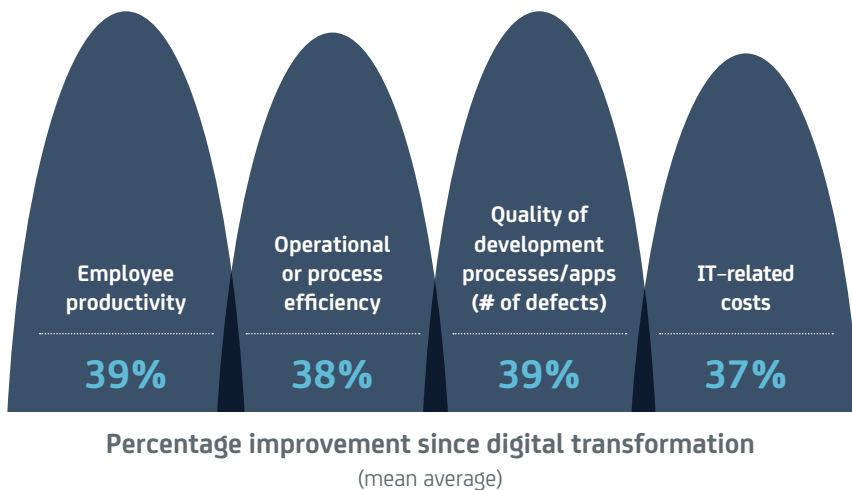 Employee
productivity
39%
Operational
or process
efficiency
38%
Quality of
development
processes/apps
(# of defects)
39%
IT-related
costs
37%
Percentage improvement since digital transformation
(mean average)